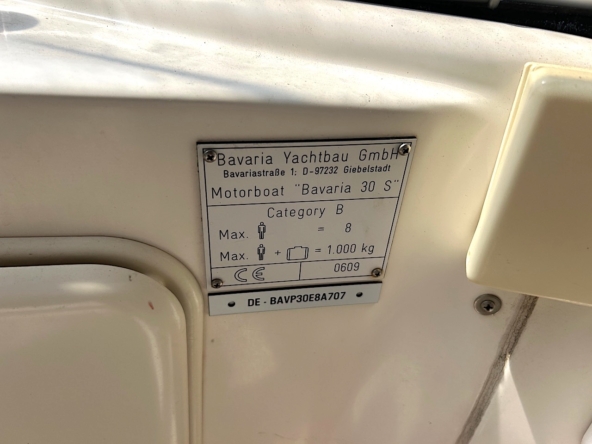 Bavaria Yachtbau GmbH
Bavariastraße 1; D-97232 Giebelstadt
Motorboat "Bavaria 30 S"
Category B
Max. = 8
Max. + = 1.000 kg
CE 0609
DE - BAVP30E8A707